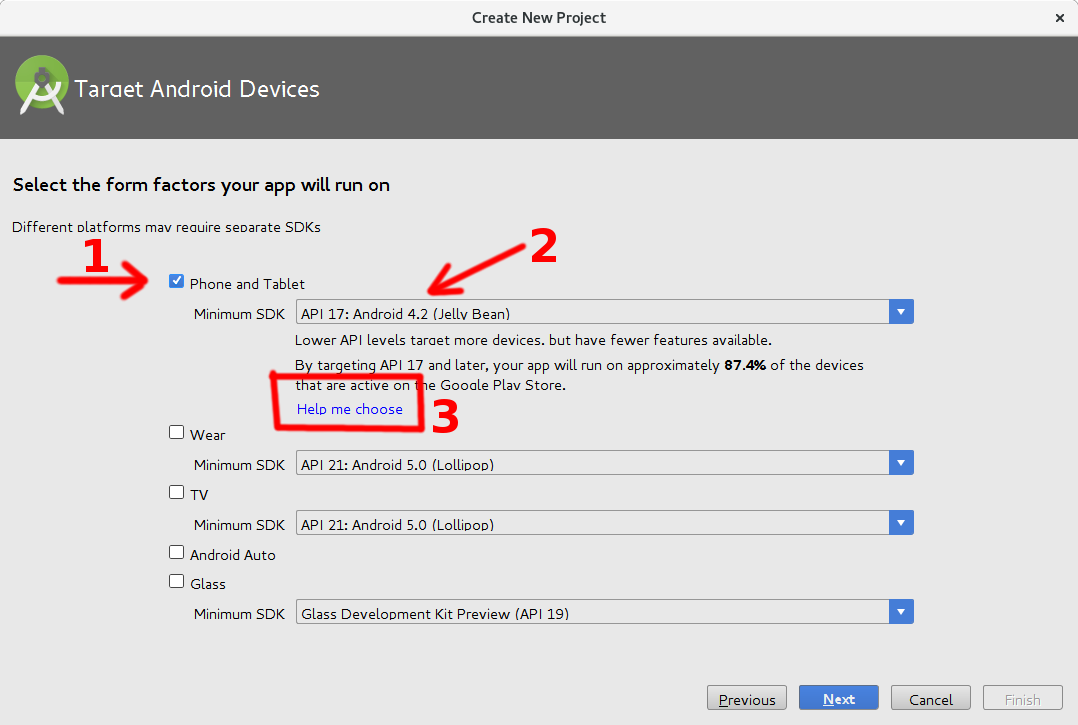 Create New Project
Target Android Devices
Select the form factors your app will run on
Different platforms may require separate SDKs
1
2
Phone and Tablet
Minimum SDK API 17: Android 4.2 (Jelly Bean)
Lower API levels target more devices, but have fewer features available.
By targeting API 17 and later, your app will run on approximately 87.4% of the devices
that are active on the Google Play Store.
Help me choose
3
Wear
Minimum SDK API 21: Android 5.0 (Lollipop)
TV
Minimum SDK API 21: Android 5.0 (Lollipop)
Android Auto
Glass
Minimum SDK Glass Development Kit Preview (API 19)
Previous Next Cancel Finish